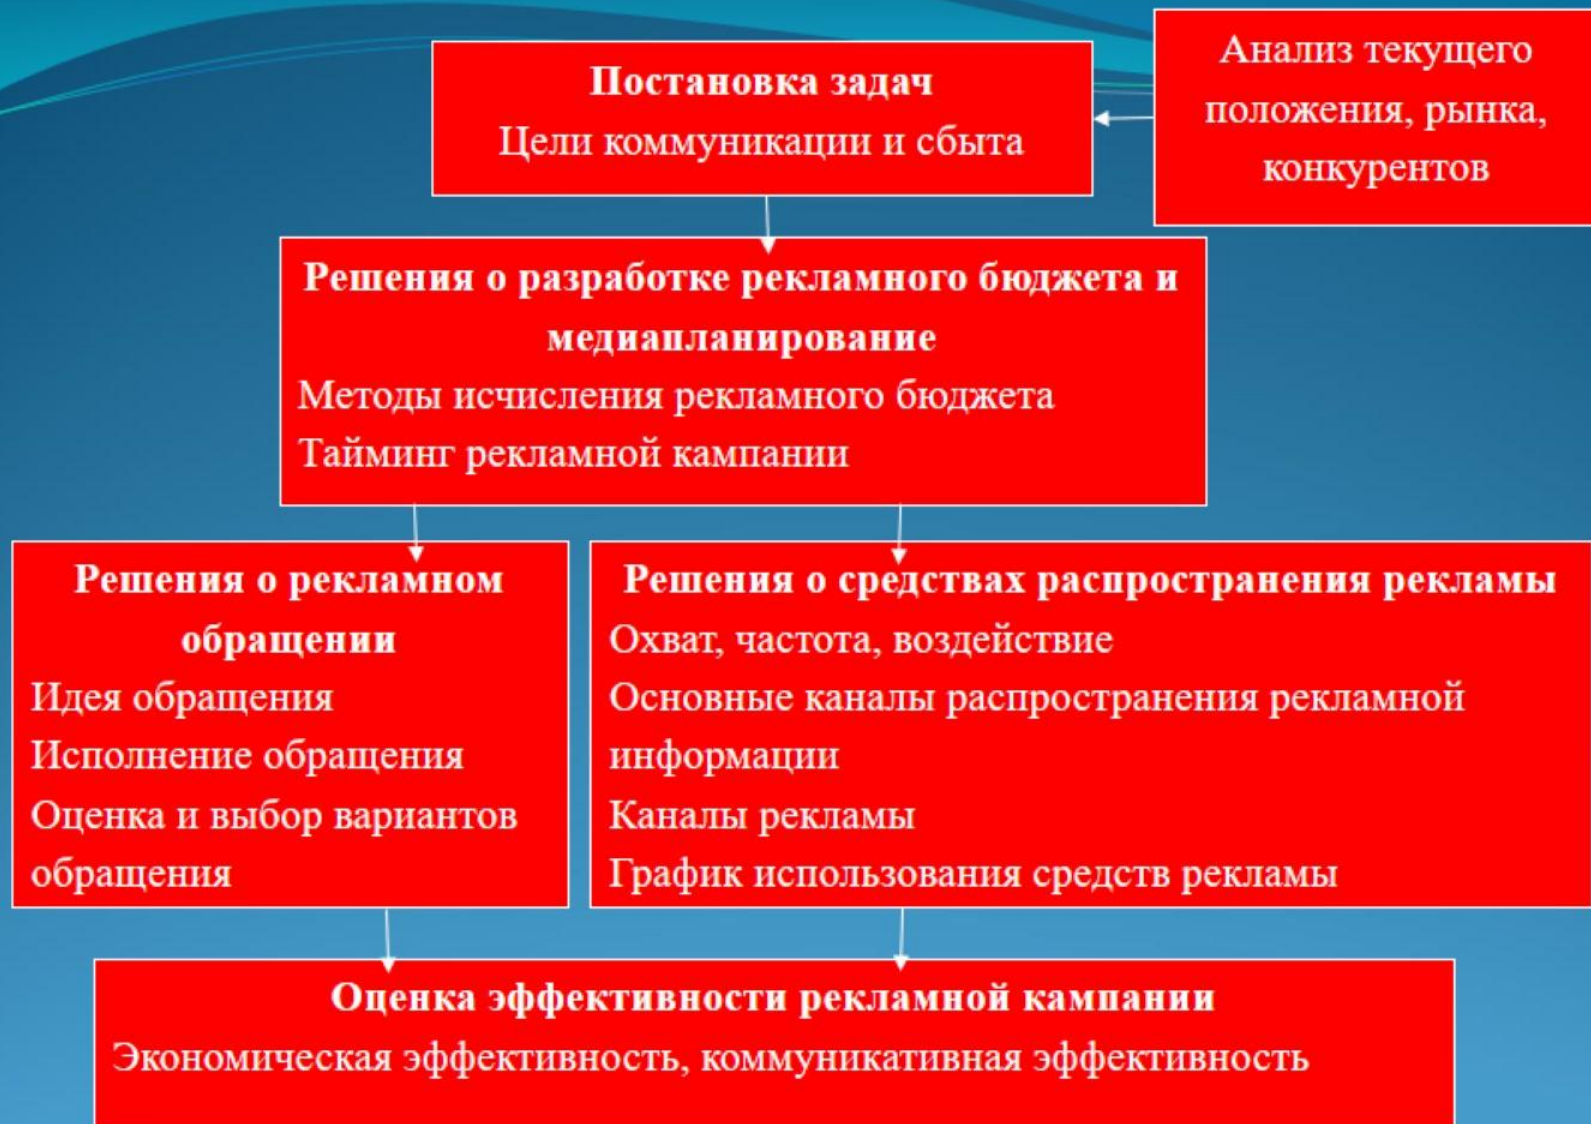 Постановка задач
Цели коммуникации и сбыта
Анализ текущего
положения, рынка,
конкурентов
Решения о разработке рекламного бюджета и
медиапланирование
Методы исчисления рекламного бюджета
Тайминг рекламной кампании
Решения о рекламном
обращении
Идея обращения
Исполнение обращения
Оценка и выбор вариантов
обращения
Решения о средствах распространения рекламы
Охват, частота, воздействие
Основные каналы распространения рекламной
информации
Каналы рекламы
График использования средств рекламы
Оценка эффективности рекламной кампании
Экономическая эффективность, коммуникативная эффективность